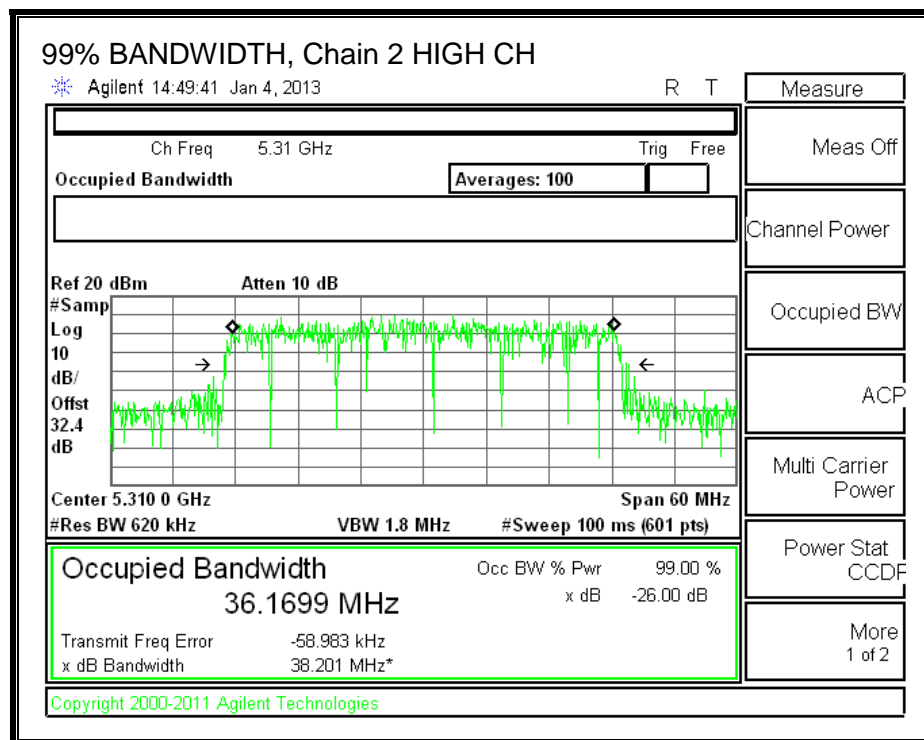 99% BANDWIDTH, Chain 2 HIGH CH
Agilent 14:49:41 Jan 4, 2013 R T
Measure
Meas Off
Channel Power
Occupied BW
ACP
Multi Carrier
Power
Power Stat
CCDF
More
1 of 2
Ch Freq 5.31 GHz Trig Free
Occupied Bandwidth Averages: 100
Ref 20 dBm Atten 10 dB
#Samp
Log
10
dB/
Offst
32.4
dB
Center 5.310 0 GHz Span 60 MHz
#Res BW 620 kHz VBW 1.8 MHz #Sweep 100 ms (601 pts)
Occupied Bandwidth Occ BW % Pwr 99.00 %
36.1699 MHz x dB -26.00 dB
Transmit Freq Error -58.983 kHz
x dB Bandwidth 38.201 MHz*
Copyright 2000-2011 Agilent Technologies